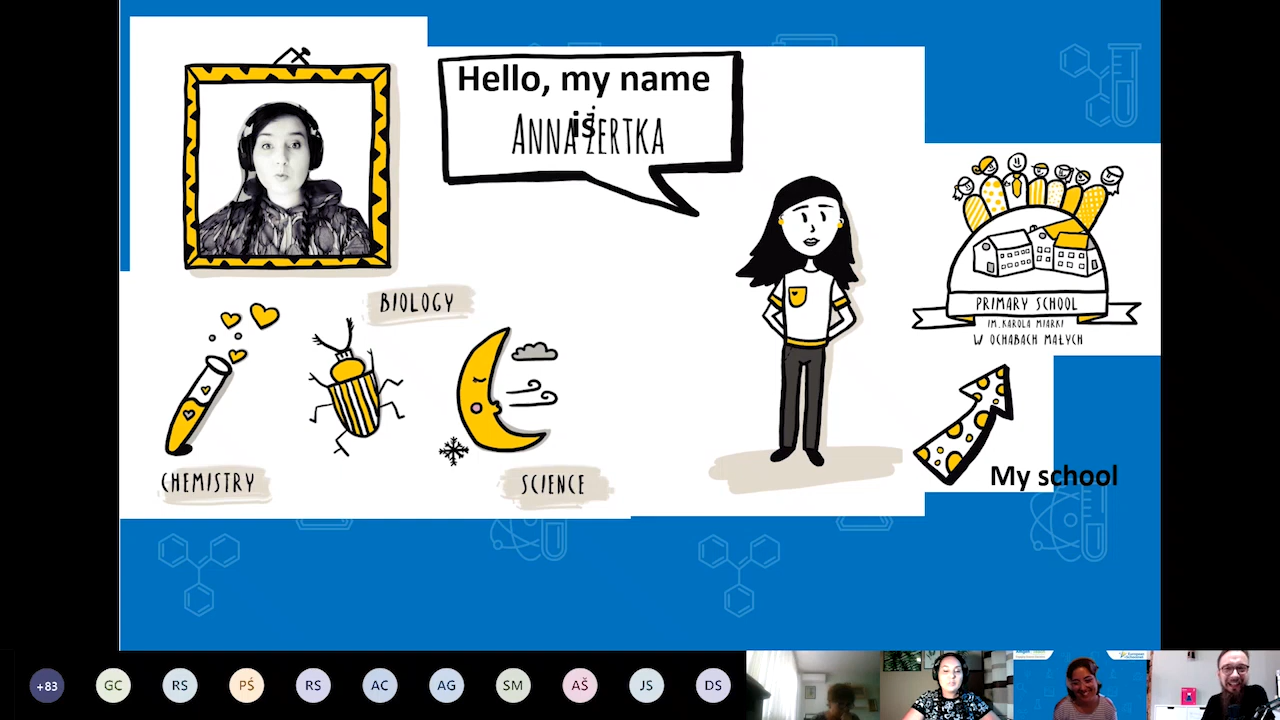 Hello, my name
is
ANNA ŻERTKA
BIOLOGY
CHEMISTRY
SCIENCE
PRIMARY SCHOOL
IM. KAROLA MIARKI
W OCHABACH MAŁYCH
My school
+83
GC
RS
PŚ
RS
AC
AG
SM
AŠ
JS
DS